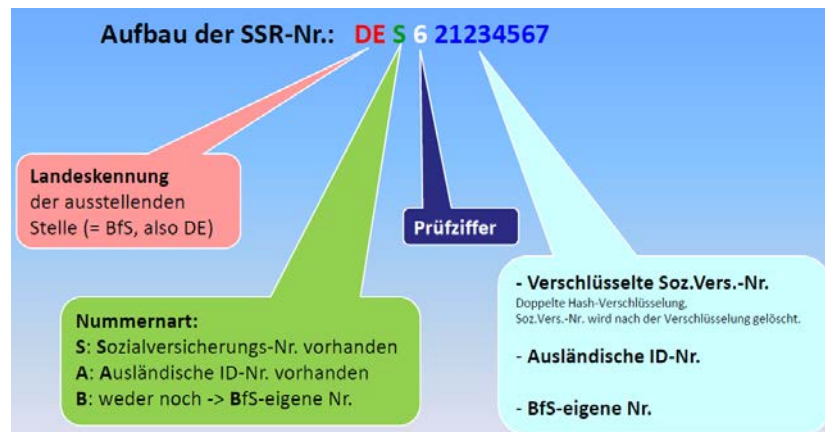 Aufbau der SSR-Nr.: DE S 6 21234567
Landeskennung
der ausstellenden
Stelle (= BfS, also DE)
Prüfziffer
Nummernart:
S: Sozialversicherungs-Nr. vorhanden
A: Ausländische ID-Nr. vorhanden
B: weder noch -> BfS-eigene Nr.
- Verschlüsselte Soz.Vers.-Nr.
Doppelte Hash-Verschlüsselung.
Soz.Vers.-Nr. wird nach der Verschlüsselung gelöscht.
- Ausländische ID-Nr.
- BfS-eigene Nr.